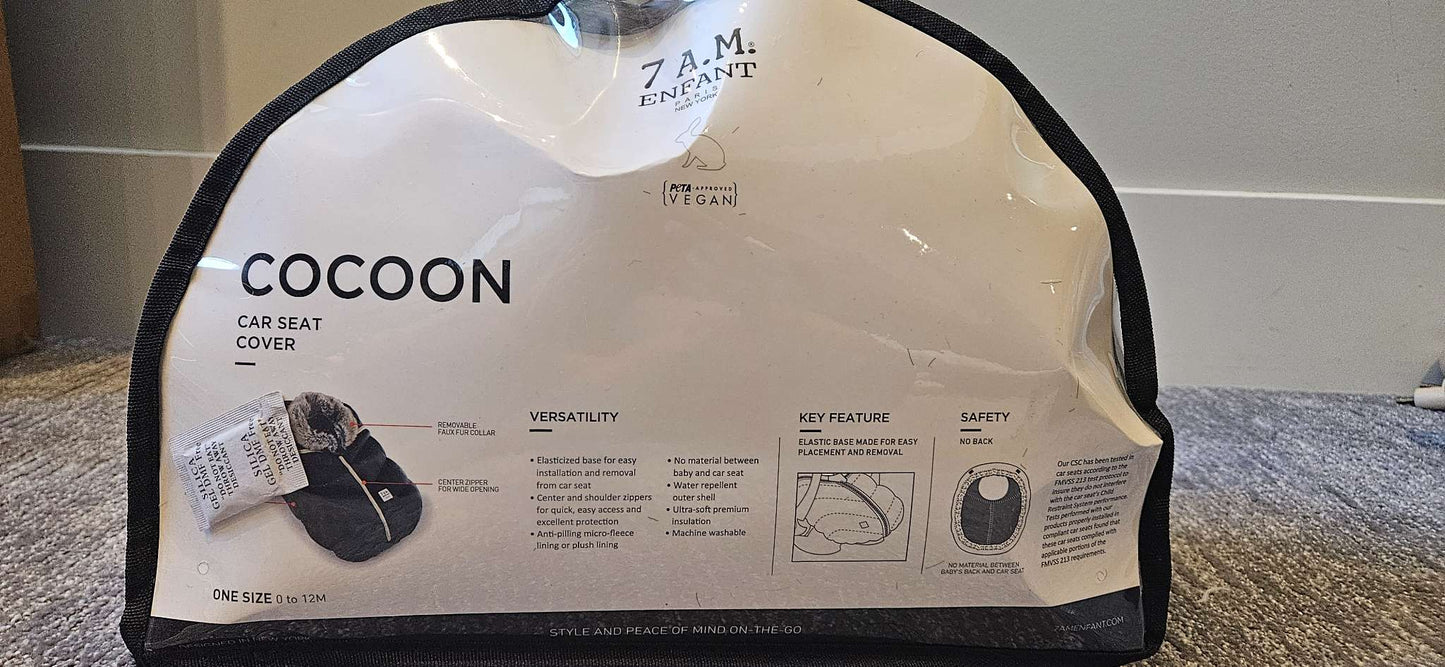 7 A.M.®
ENFANT
PARIS
NEW YORK
PETA-APPROVED
VEGAN
COCOON
CAR SEAT
COVER
REMOVABLE
FAUX FUR COLLAR
CENTER ZIPPER
FOR WIDE OPENING
SILICA
GEL DMF Free
"DO NOT EAT
THROW AWAY
DESICCANT
ONE SIZE 0 to 12M
VERSATILITY
• Elasticized base for easy
installation and removal
from car seat
• Center and shoulder zippers
for quick, easy access and
excellent protection
• Anti-pilling micro-fleece
lining or plush lining
• No material between
baby and car seat
• Water repellent
outer shell
• Ultra-soft premium
insulation
• Machine washable
KEY FEATURE
ELASTIC BASE MADE FOR EASY
PLACEMENT AND REMOVAL
SAFETY
NO BACK
NO MATERIAL BETWEEN
BABY'S BACK AND CAR SEAT
Our CSC has been tested in
car seats according to the
FMVSS 213 test protocol to
insure they do not interfere
with the car seat's Child
Restraint System performance.
Tests performed with our
products properly installed in
compliant car seats found that
these car seats complied with
applicable portions of the
FMVSS 213 requirements.
DESIGNED IN NEW YORK
STYLE AND PEACE OF MIND ON-THE-GO
7AMENFANT.COM